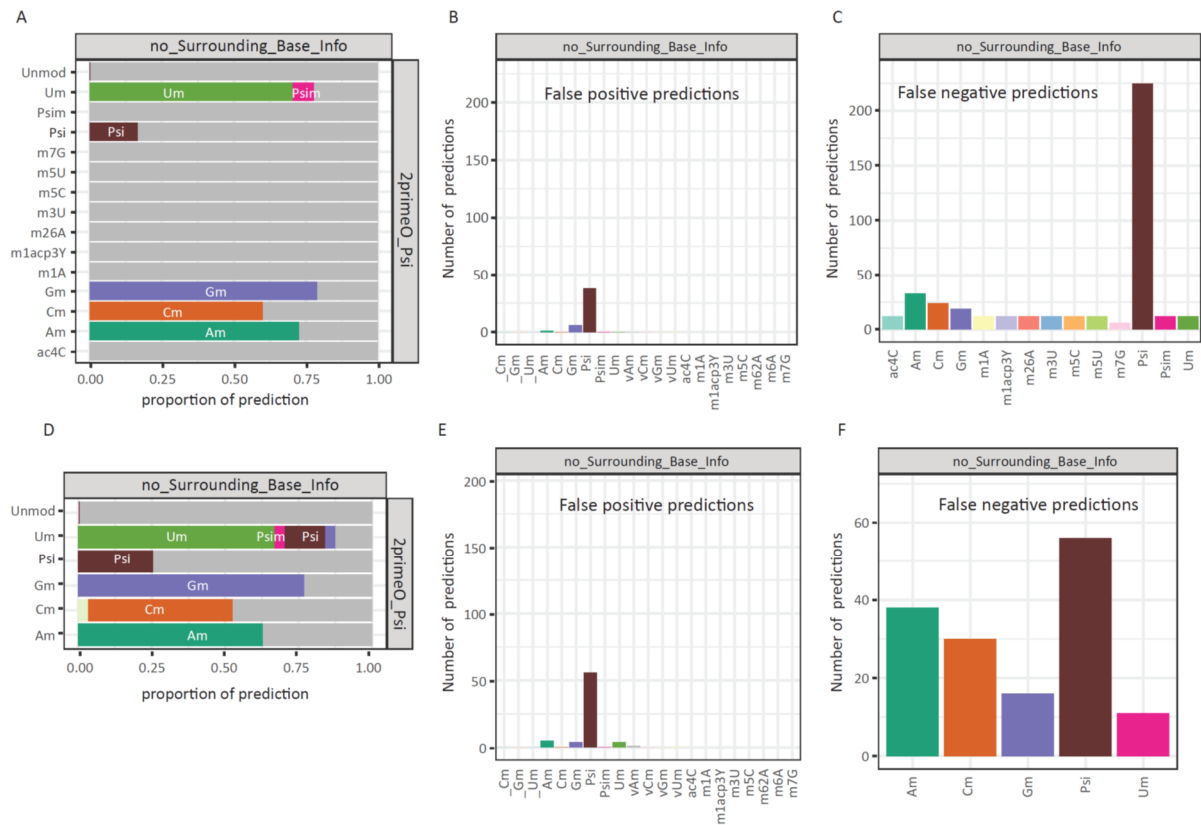 A
no_Surrounding_Base_Info
Unmod
Um
Psim
Psi
m7G
m5U
m5C
m3U
m26A
m1acp3Y
m1A
Gm
Cm
Am
ac4C
Um
Psim
Psi
Gm
Cm
Am
2primeO_Psi
0.00
0.25
0.50
0.75
1.00
proportion of prediction
B
no_Surrounding_Base_Info
False positive predictions
Number of predictions
200
150
100
50
0
_Cm
_Gm
_Um
_Am
Cm
Gm
Psi
Psim
Um
vAm
vCm
vGm
vUm
ac4C
m1A
m1acp3Y
m3U
m5C
m62A
m6A
m7G
C
no_Surrounding_Base_Info
False negative predictions
Number of predictions
200
150
100
50
0
ac4C
Am
Cm
Gm
m1A
m1acp3Y
m26A
m3U
m5C
m5U
m7G
Psi
Psim
Um
D
no_Surrounding_Base_Info
Unmod
Um
Psi
Gm
Cm
Am
Um
Psim
Psi
Psi
Gm
Cm
Am
2primeO_Psi
0.00
0.25
0.50
0.75
1.00
proportion of prediction
E
no_Surrounding_Base_Info
False positive predictions
Number of predictions
200
150
100
50
0
_Cm
_Gm
_Um
_Am
Cm
Gm
Psi
Psim
Um
vAm
vCm
vGm
vUm
ac4C
m1A
m1acp3Y
m3U
m5C
m62A
m6A
m7G
F
no_Surrounding_Base_Info
False negative predictions
Number of predictions
60
40
20
0
Am
Cm
Gm
Psi
Um